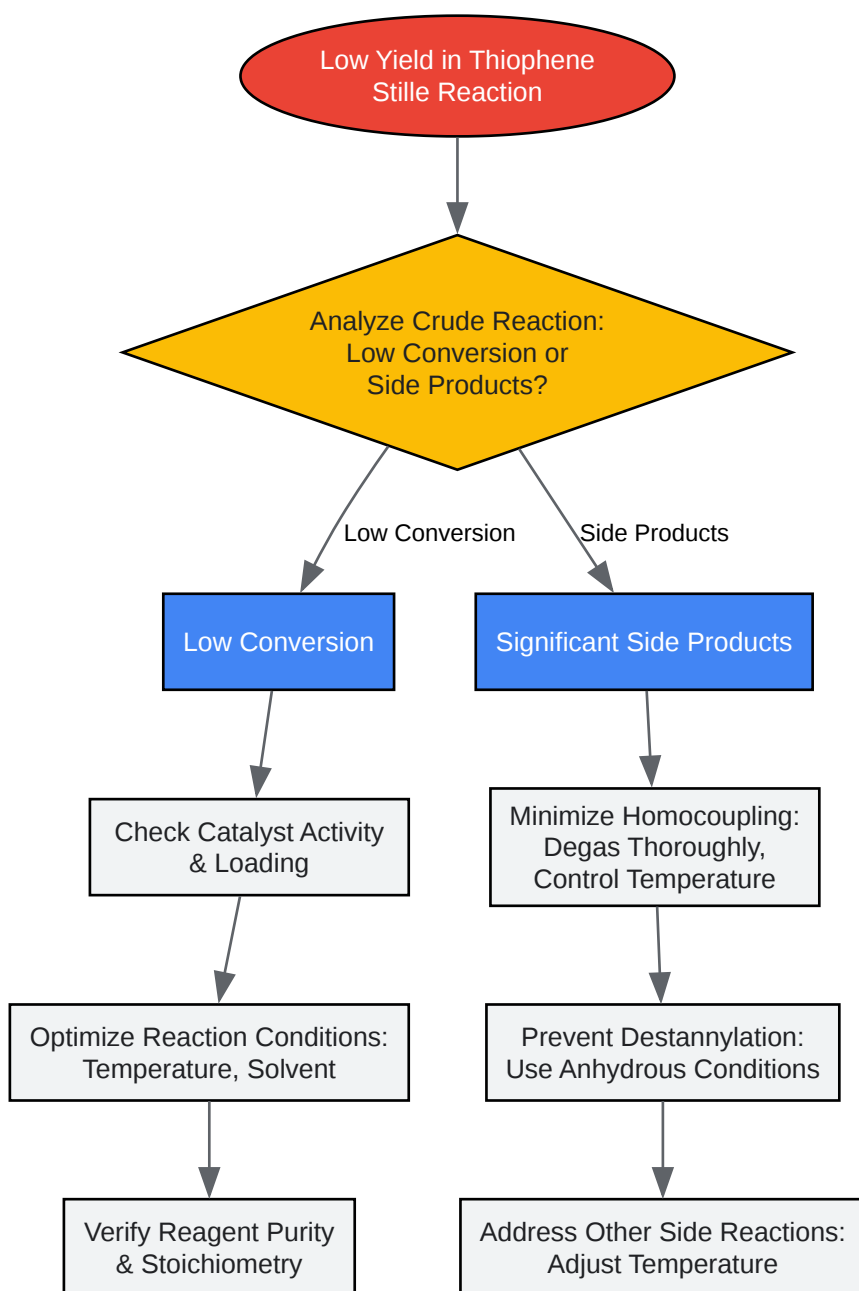 Low Yield in Thiophene
Stille Reaction
Analyze Crude Reaction:
Low Conversion or
Side Products?
Low Conversion
Side Products
Low Conversion
Significant Side Products
Check Catalyst Activity
& Loading
Minimize Homocoupling:
Degas Thoroughly,
Control Temperature
Optimize Reaction Conditions:
Temperature, Solvent
Prevent Destannylation:
Use Anhydrous Conditions
Verify Reagent Purity
& Stoichiometry
Address Other Side Reactions:
Adjust Temperature